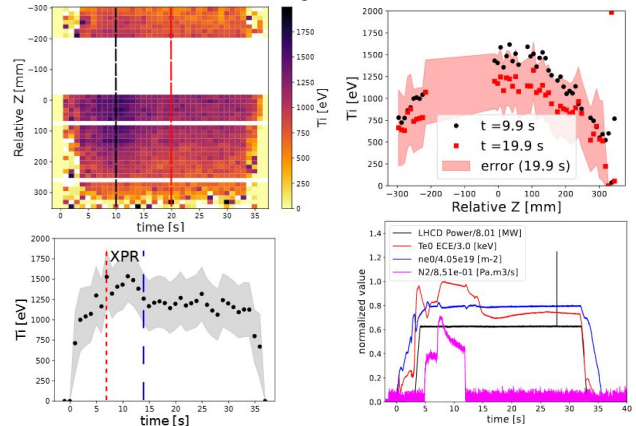 −300
−200
−100
0
100
200
300
Relative Z [mm]
0 5 10 15 20 25 30 35
time [s]
1750
1500
1250
1000
750
500
250
0
Ti [eV]
2000
1750
1500
1250
1000
750
500
250
0
Ti [eV]
t =9.9 s
t =19.9 s
error (19.9 s)
−300 −200 −100 0 100 200 300
Relative Z [mm]
2000
1750
1500
1250
1000
750
500
250
0
Ti [eV]
XPR
0 5 10 15 20 25 30 35
time [s]
1.4
1.2
1.0
0.8
0.6
0.4
0.2
0.0
normalized value
LHCD Power/8.01 [MW]
Te0 ECE/3.0 [keV]
ne0/4.05e19 [m-2]
N2/8.51e-01 [Pa.m3/s]
0 5 10 15 20 25 30 35 40
time [s]